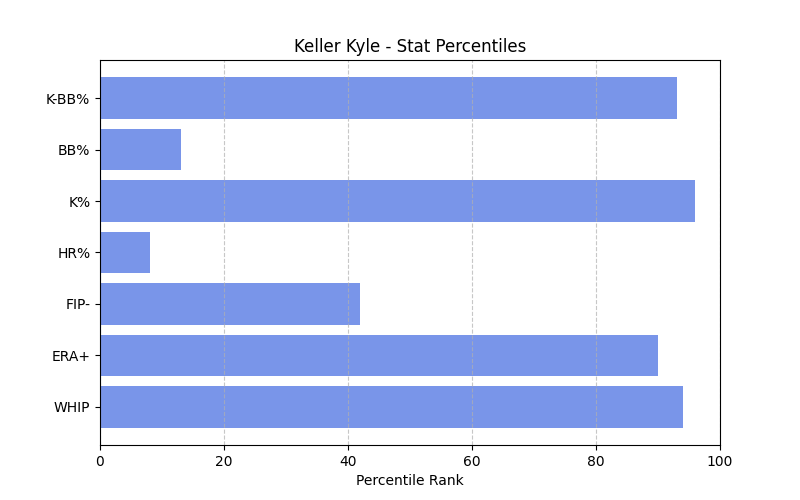 Keller Kyle - Stat Percentiles
K-BB%
BB%
K%
HR%
FIP-
ERA+
WHIP
0 20 40 60 80 100
Percentile Rank